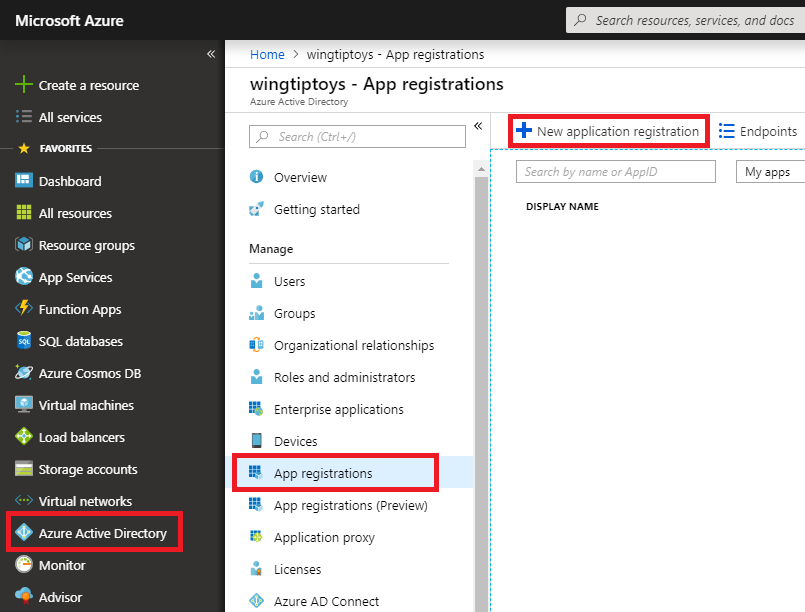 Microsoft Azure
Search resources, services, and docs
«
Create a resource
All services
FAVORITES
Dashboard
All resources
Resource groups
App Services
Function Apps
SQL databases
Azure Cosmos DB
Virtual machines
Load balancers
Storage accounts
Virtual networks
Azure Active Directory
Monitor
Advisor
Home > wingtiptoys - App registrations
wingtiptoys - App registrations
Azure Active Directory
Search (Ctrl+/)
«
Overview
Getting started
Manage
Users
Groups
Organizational relationships
Roles and administrators
Enterprise applications
Devices
App registrations
App registrations (Preview)
Application proxy
Licenses
Azure AD Connect
New application registration
Endpoints
Search by name or AppID
My apps
DISPLAY NAME